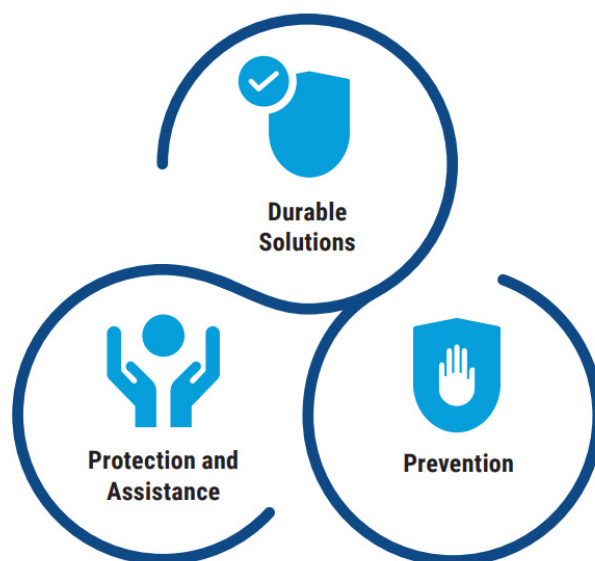 Durable
Solutions
Protection and
Assistance
Prevention